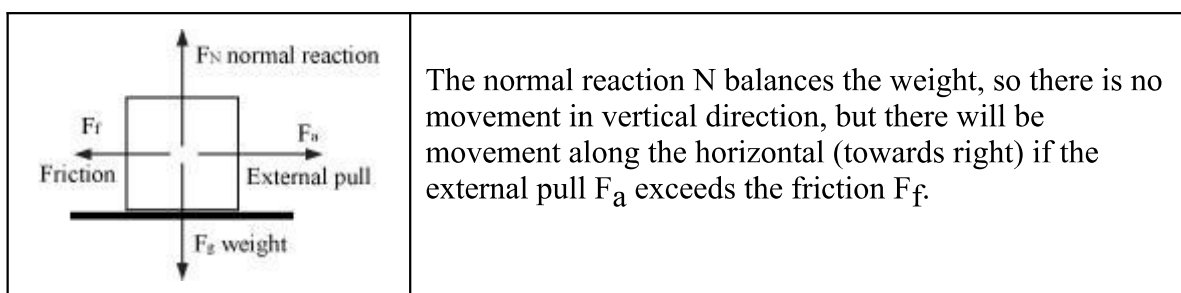 FN normal reaction
Ff
Fa
Friction
External pull
Fg weight
The normal reaction N balances the weight, so there is no
movement in vertical direction, but there will be
movement along the horizontal (towards right) if the
external pull Fa exceeds the friction Ff.